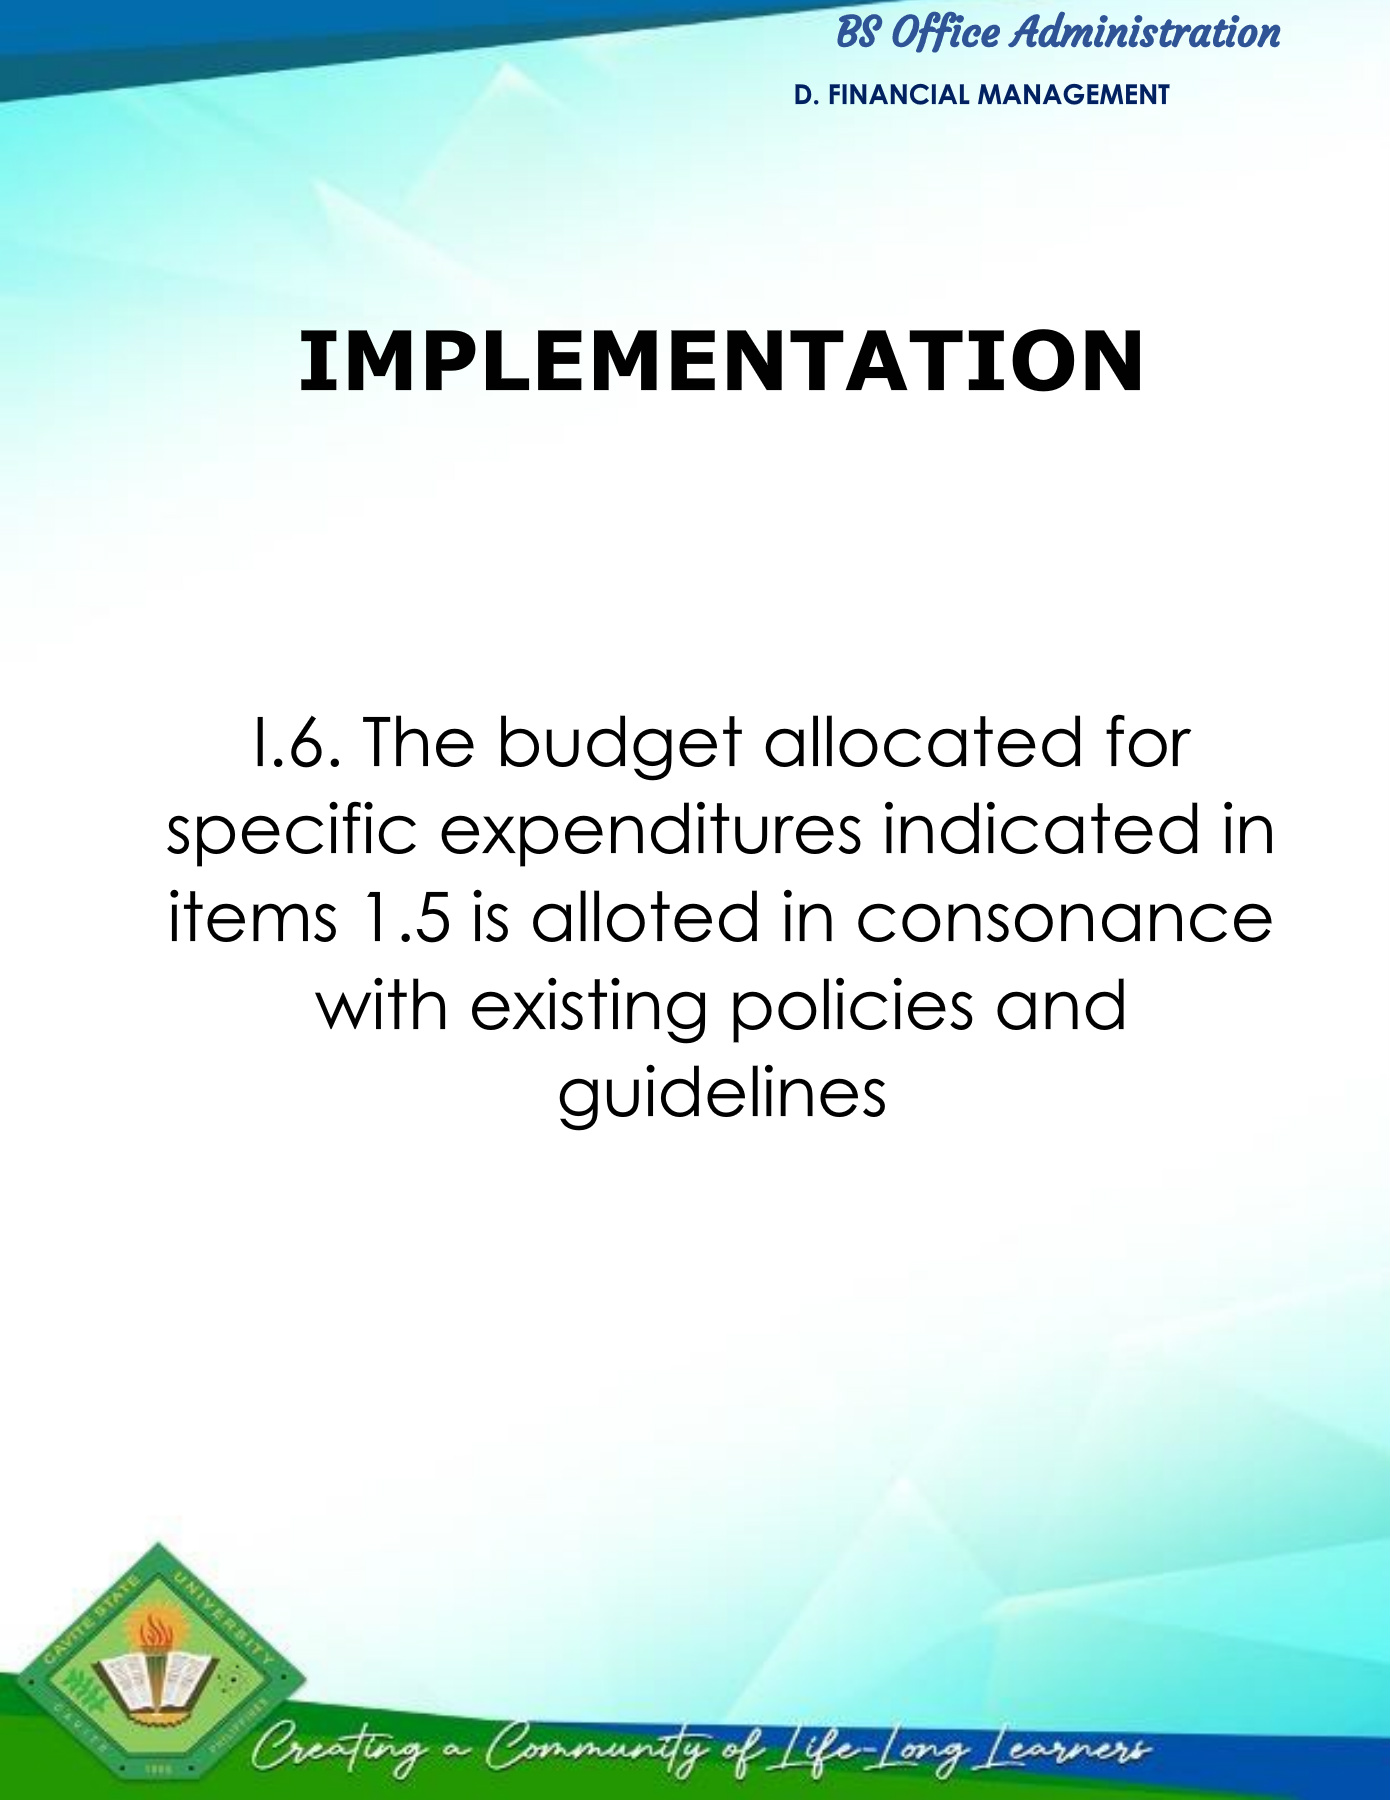 BS Office Administration
D. FINANCIAL MANAGEMENT
IMPLEMENTATION
I.6. The budget allocated for
specific expenditures indicated in
items 1.5 is alloted in consonance
with existing policies and
guidelines
CAVITE STATE UNIVERSITY
CAVITE PHILIPPINES
1906
Creating a Community of Life-Long Learners